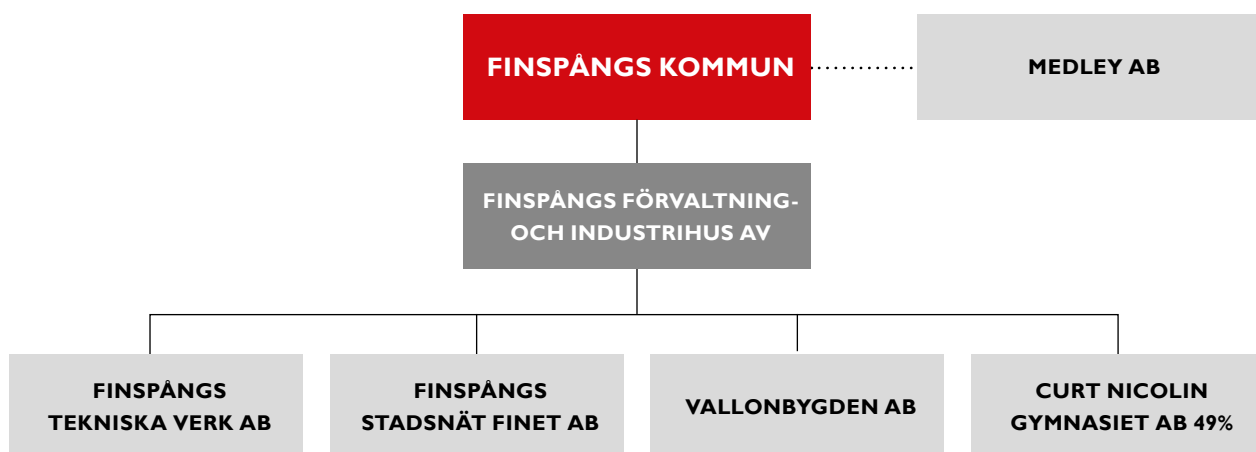 FINSPÅNGS KOMMUN
MEDLEY AB
FINSPÅNGS FÖRVALTNING-
OCH INDUSTRIHUS AV
FINSPÅNGS
TEKNISKA VERK AB
FINSPÅNGS
STADSNÄT FINET AB
VALLONBYGDEN AB
CURT NICOLIN
GYMNASIET AB 49%